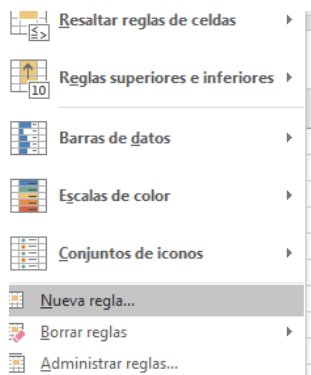 Resaltar reglas de celdas
≤>
Reglas superiores e inferiores
10
Barras de datos
Escalas de color
Conjuntos de iconos
Nueva regla...
Borrar reglas
Administrar reglas...